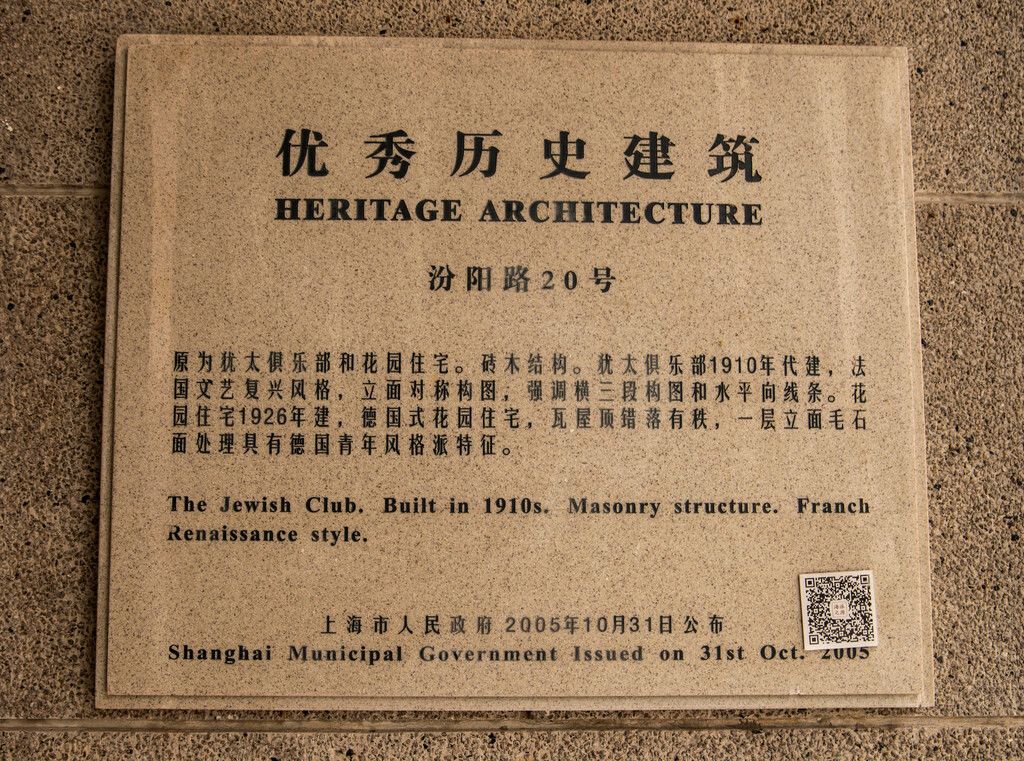 优秀历史建筑
HERITAGE ARCHITECTURE
汾阳路20号
原为犹太俱乐部和花园住宅。砖木结构。犹太俱乐部1910年代建，法
国文艺复兴风格，立面对称构图，强调横三段构图和水平向线条。花
园住宅1926年建，德国式花园住宅，瓦屋顶错落有秩，一层立面毛石
面处理具有德国青年风格派特征。
The Jewish Club. Built in 1910s. Masonry structure. Franch
Renaissance style.
上海市人民政府 2005年10月31日公布
Shanghai Municipal Government Issued on 31st Oct. 2005